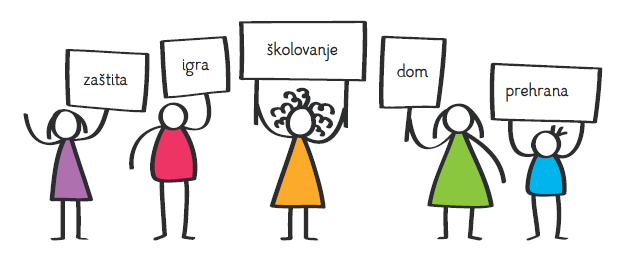 zaštita
igra
školovanje
dom
prehrana